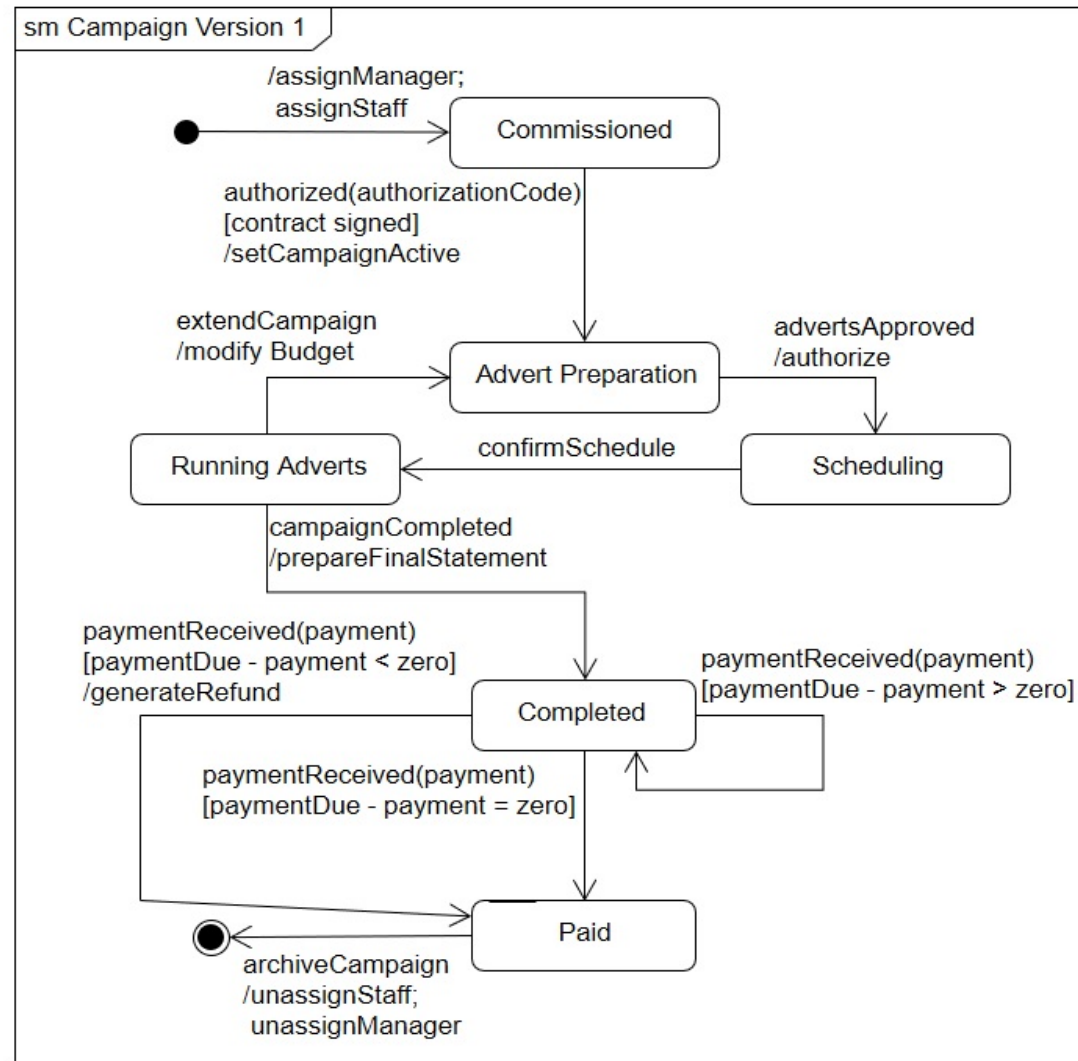 sm Campaign Version 1
/assignManager;
assignStaff
Commissioned
authorized(authorizationCode)
[contract signed]
/setCampaignActive
extendCampaign
/modify Budget
advertsApproved
/authorize
Advert Preparation
confirmSchedule
Running Adverts
Scheduling
campaignCompleted
/prepareFinalStatement
paymentReceived(payment)
[paymentDue - payment < zero]
/generateRefund
paymentReceived(payment)
[paymentDue - payment > zero]
Completed
paymentReceived(payment)
[paymentDue - payment = zero]
Paid
archiveCampaign
/unassignStaff;
unassignManager